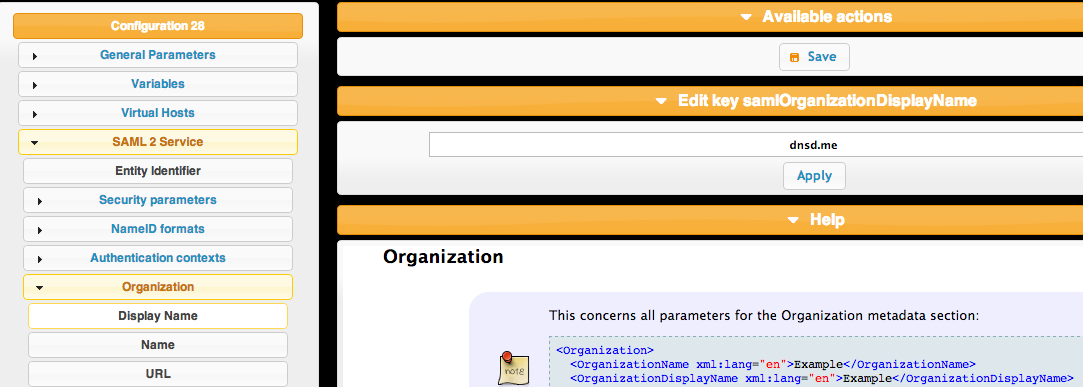 Configuration 28
General Parameters
Variables
Virtual Hosts
SAML 2 Service
Entity Identifier
Security parameters
NameID formats
Authentication contexts
Organization
Display Name
Name
URL
Available actions
Save
Edit key samlOrganizationDisplayName
dnsd.me
Apply
Help
Organization
This concerns all parameters for the Organization metadata section:
note
<Organization>
<OrganizationName xml:lang="en">Example</OrganizationName>
<OrganizationDisplayName xml:lang="en">Example</OrganizationDisplayName>